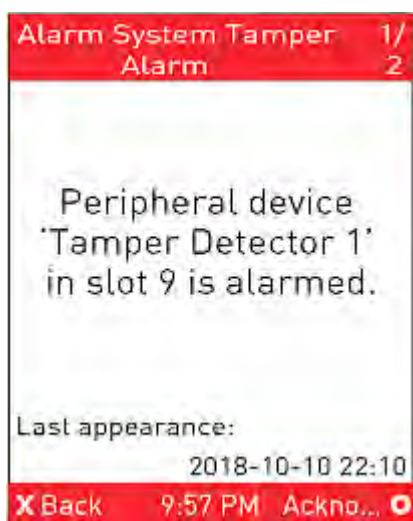 Alarm System Tamper 1/
Alarm 2
Peripheral device
'Tamper Detector 1'
in slot 9 is alarmed.
Last appearance:
2018-10-10 22:10
X Back 9:57 PM Ackno... O